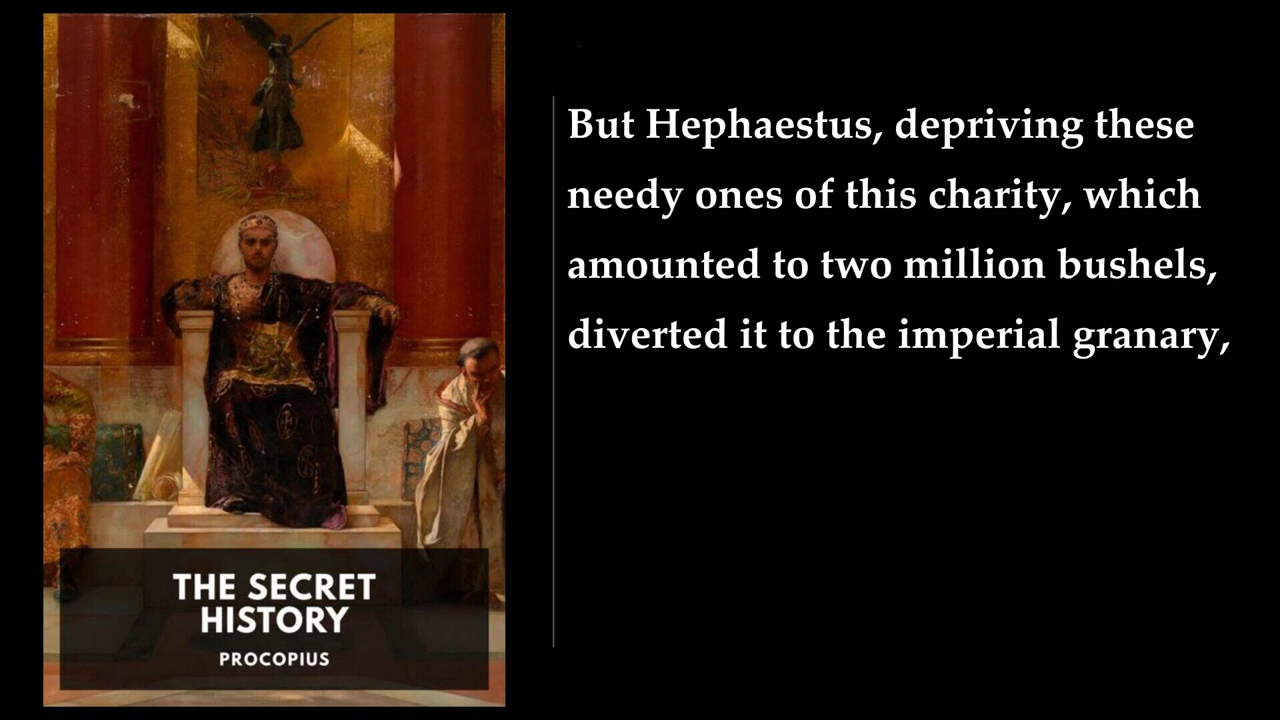 THE SECRET
HISTORY
PROCOPIUS
But Hephaestus, depriving these
needy ones of this charity, which
amounted to two million bushels,
diverted it to the imperial granary,